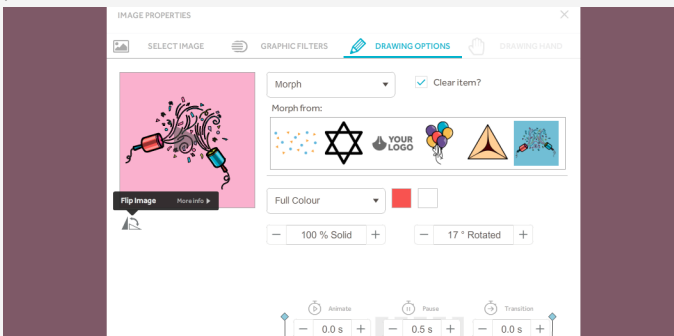 IMAGE PROPERTIES
SELECT IMAGE GRAPHIC FILTERS DRAWING OPTIONS DRAWING HAND
Morph Clear item?
Morph from:
YOUR
LOGO
Flip Image More info
Full Colour
100 % Solid 17 ° Rotated
Animate Pause Transition
0.0 s 0.5 s 0.0 s